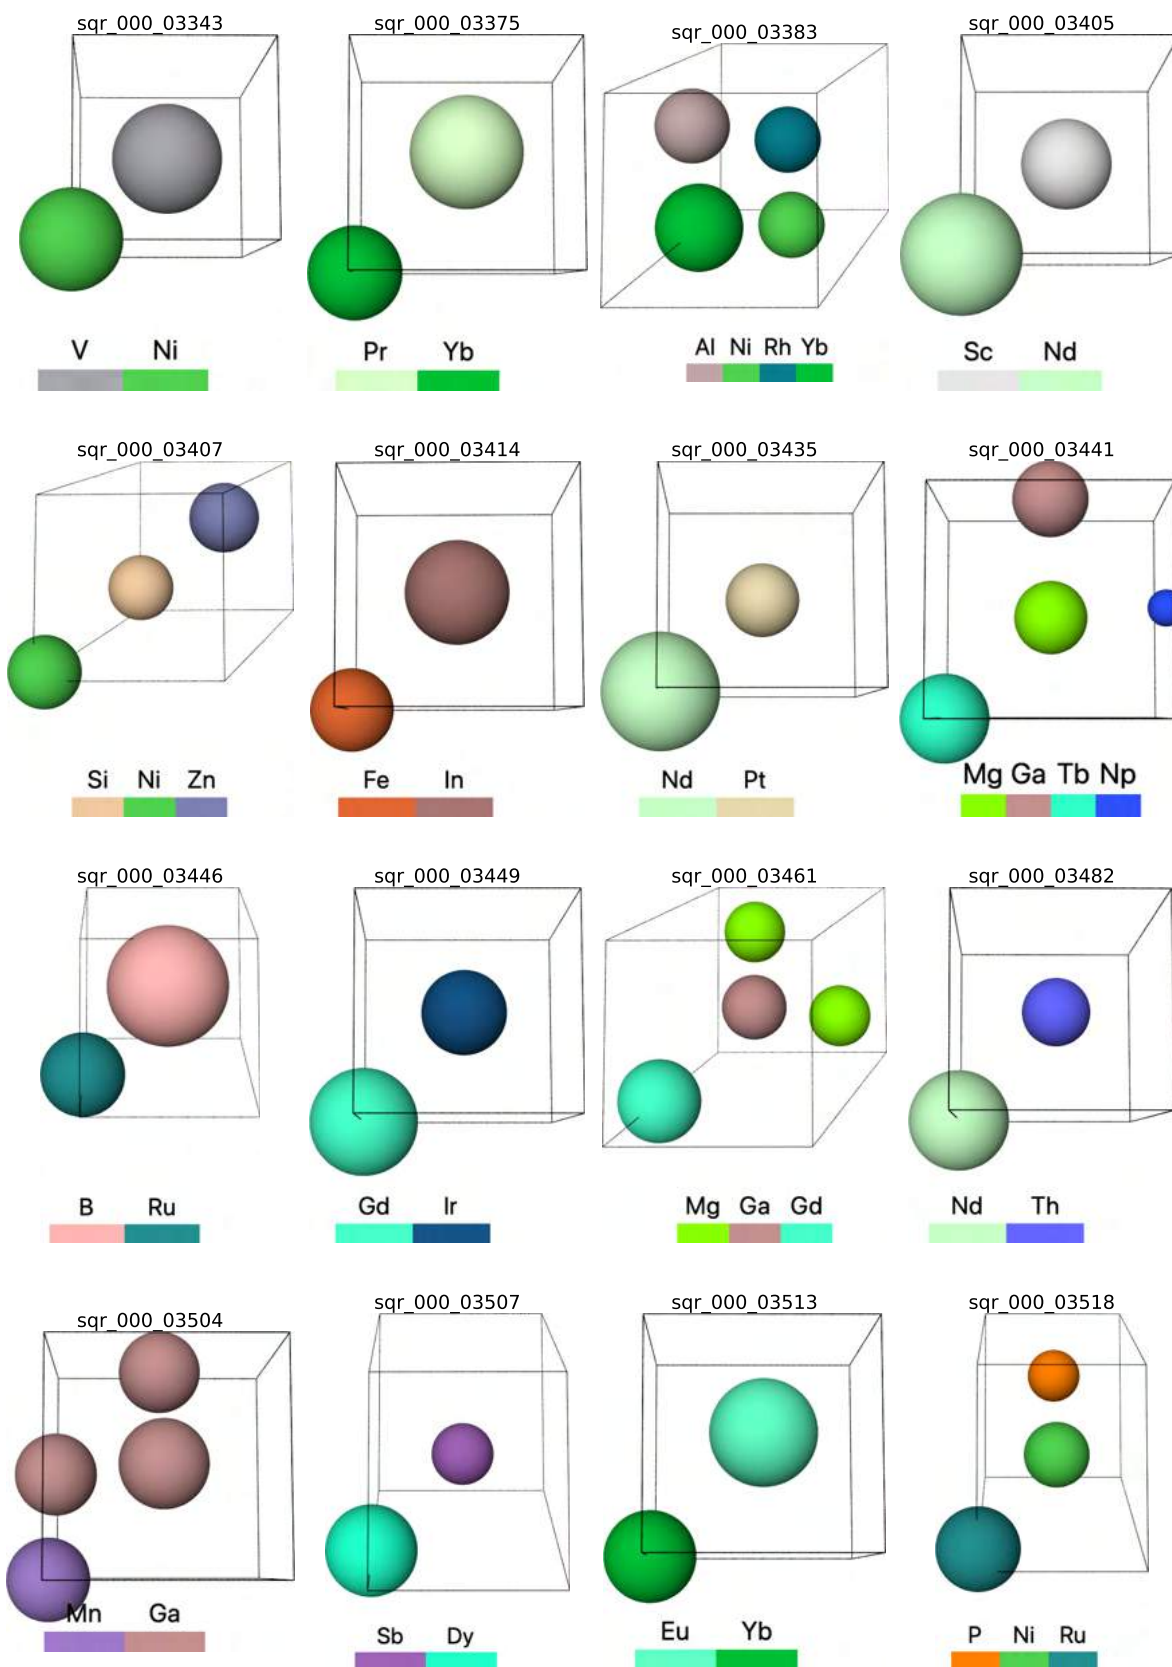 sqr_000_03343 sqr_000_03375 sqr_000_03383 sqr_000_03405
V Ni Pr Yb Al Ni Rh Yb Sc Nd
sqr_000_03407 sqr_000_03414 sqr_000_03435 sqr_000_03441
Si Ni Zn Fe In Nd Pt Mg Ga Tb Np
sqr_000_03446 sqr_000_03449 sqr_000_03461 sqr_000_03482
B Ru Gd Ir Mg Ga Gd Nd Th
sqr_000_03504 sqr_000_03507 sqr_000_03513 sqr_000_03518
Mn Ga Sb Dy Eu Yb P Ni Ru